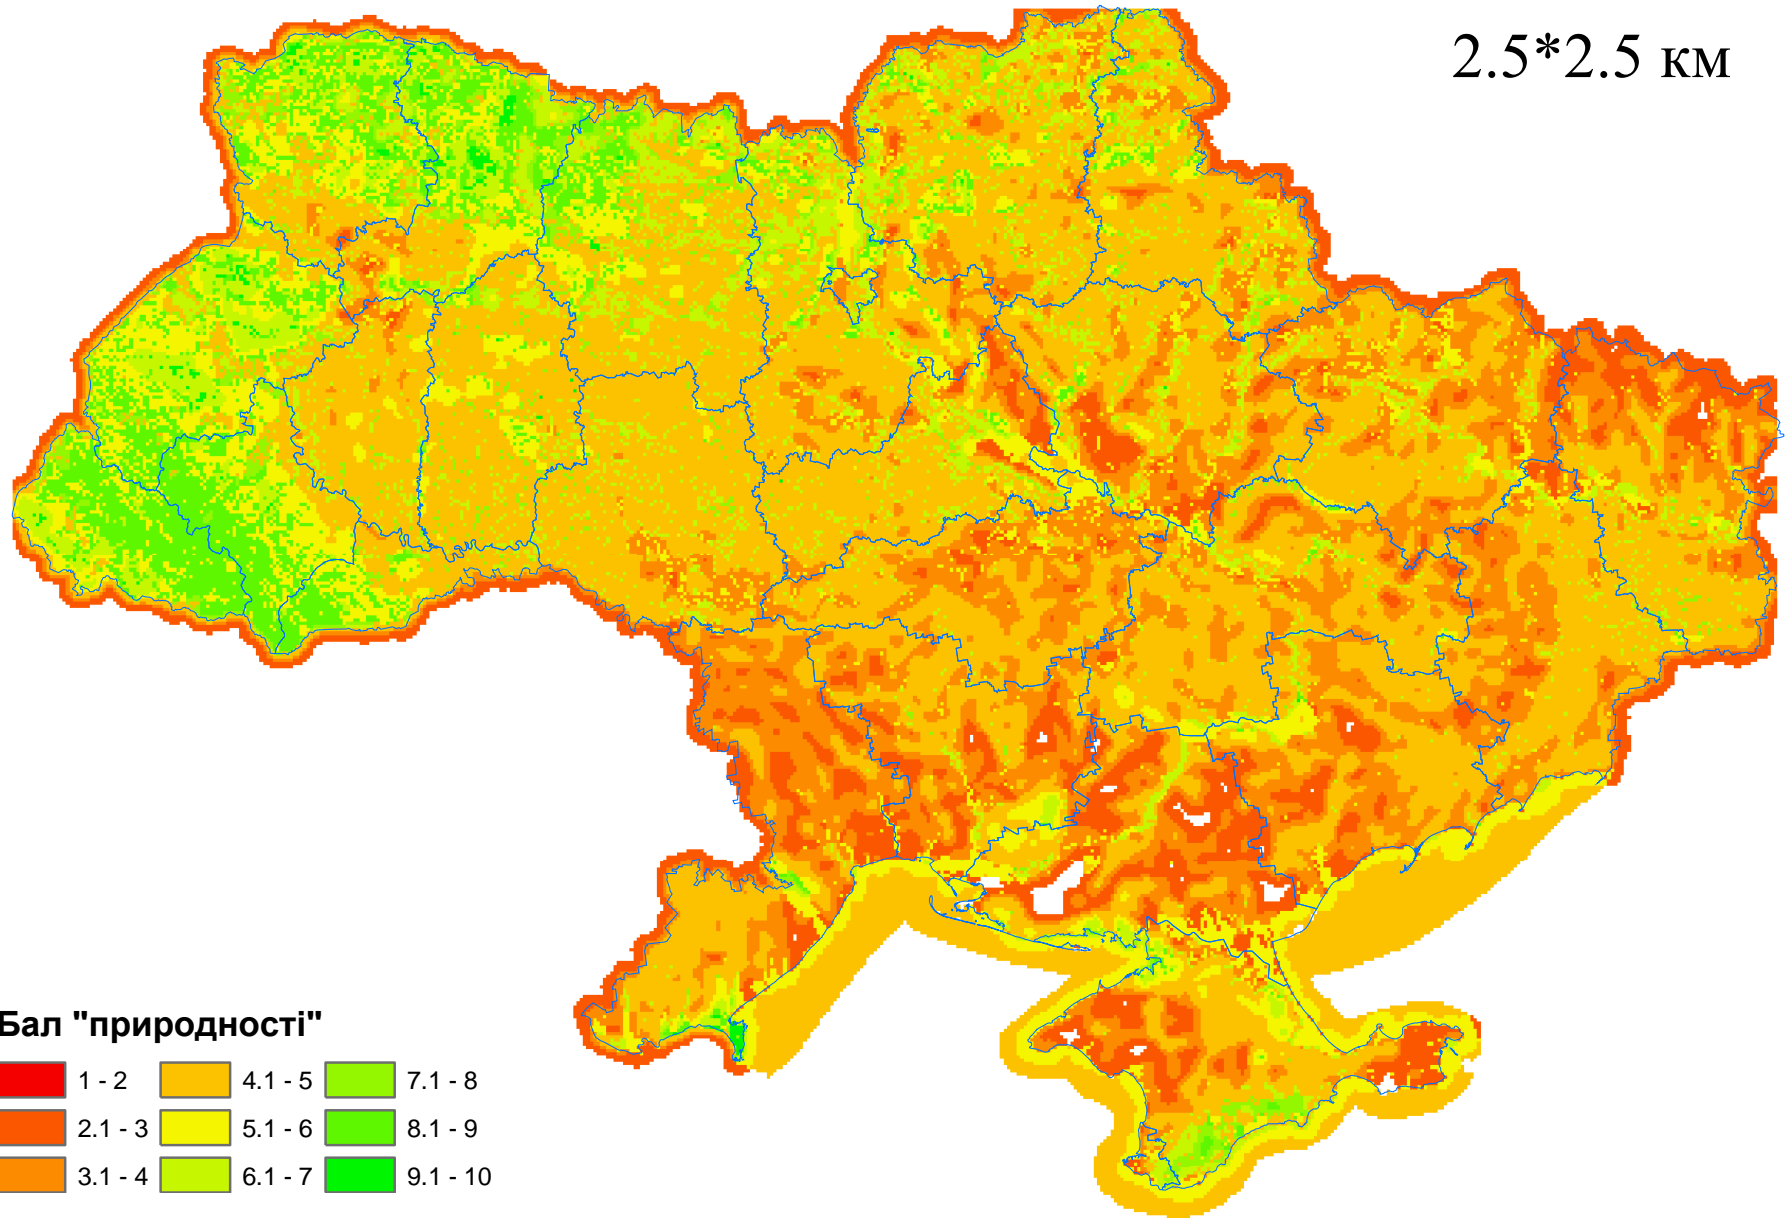 2.5*2.5 км
Бал "природності"
1 - 2 4.1 - 5 7.1 - 8
2.1 - 3 5.1 - 6 8.1 - 9
3.1 - 4 6.1 - 7 9.1 - 10